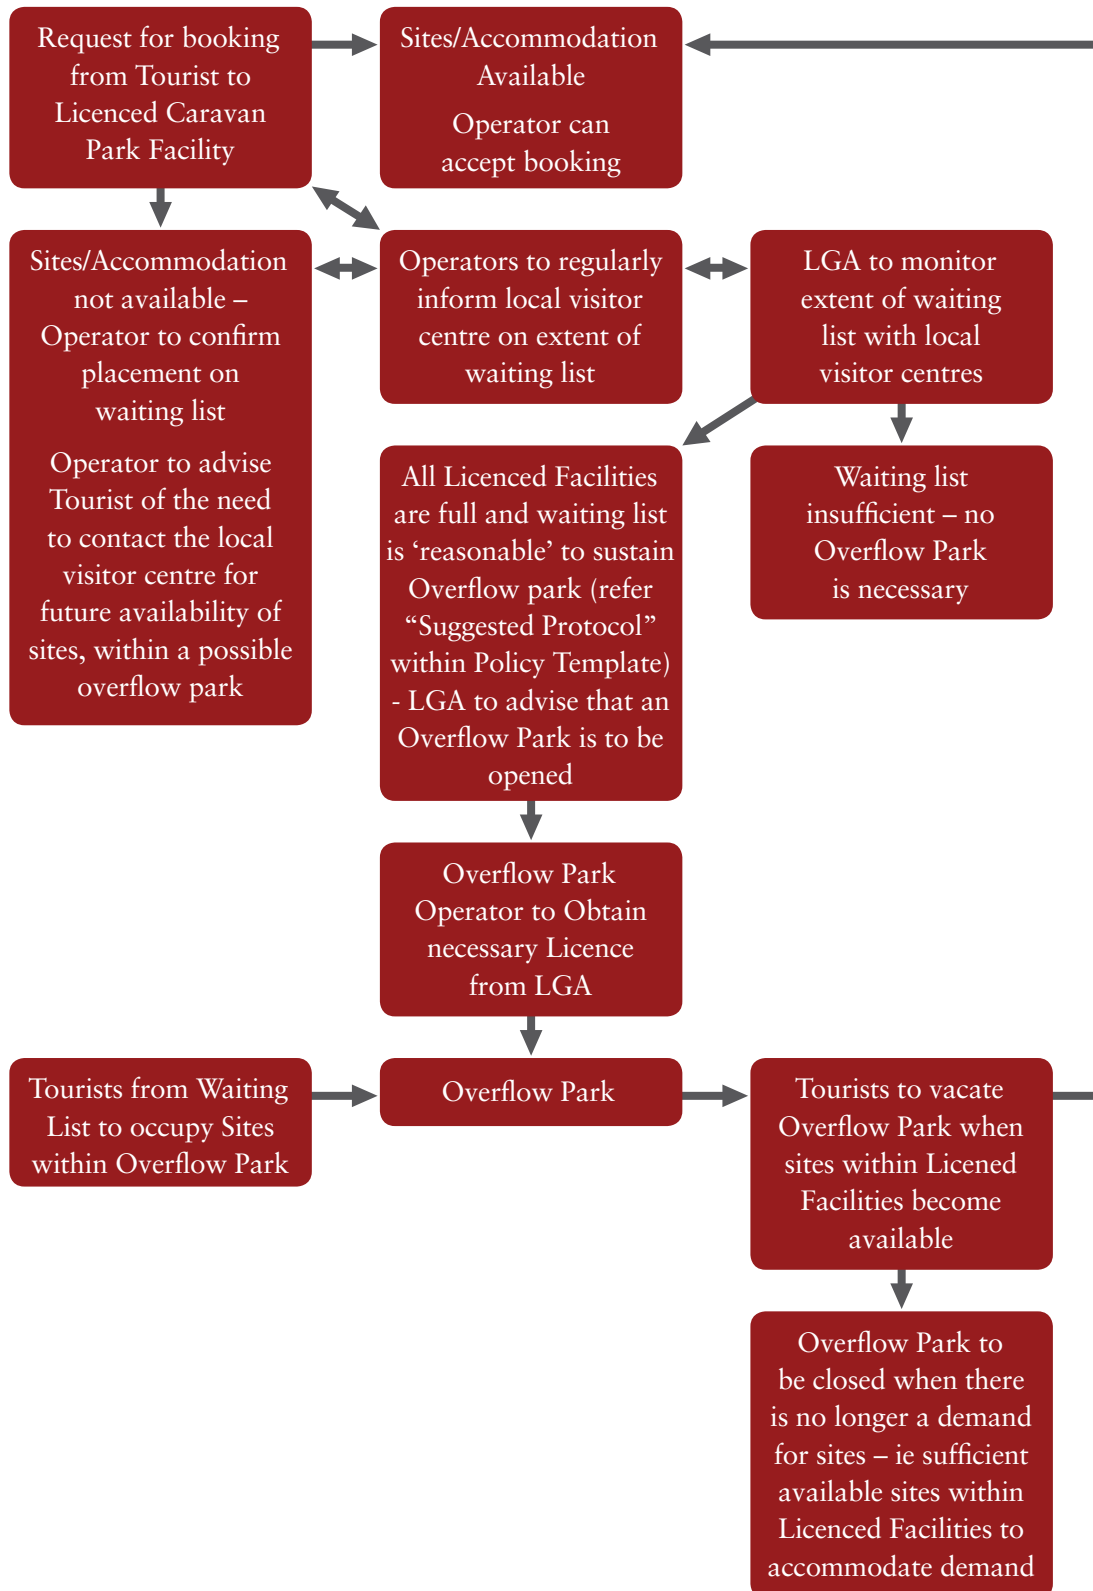 Request for booking
from Tourist to
Licenced Caravan
Park Facility
Sites/Accommodation
Available
Operator can
accept booking
Sites/Accommodation
not available –
Operator to confirm
placement on
waiting list
Operator to advise
Tourist of the need
to contact the local
visitor centre for
future availability of
sites, within a possible
overflow park
Operators to regularly
inform local visitor
centre on extent of
waiting list
LGA to monitor
extent of waiting
list with local
visitor centres
All Licenced Facilities
are full and waiting list
is ‘reasonable’ to sustain
Overflow park (refer
“Suggested Protocol”
within Policy Template)
- LGA to advise that an
Overflow Park is to be
opened
Waiting list
insufficient – no
Overflow Park
is necessary
Overflow Park
Operator to Obtain
necessary Licence
from LGA
Tourists from Waiting
List to occupy Sites
within Overflow Park
Overflow Park
Tourists to vacate
Overflow Park when
sites within Licened
Facilities become
available
Overflow Park to
be closed when there
is no longer a demand
for sites – ie sufficient
available sites within
Licenced Facilities to
accommodate demand